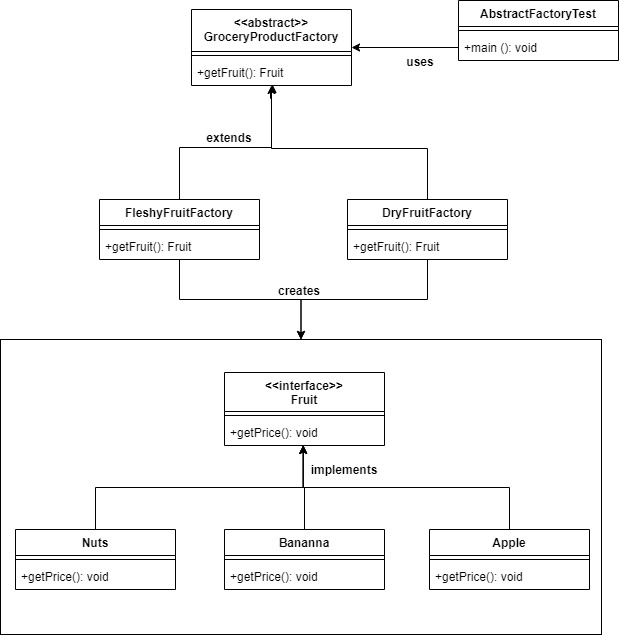 <<abstract>>
GroceryProductFactory
+getFruit(): Fruit
AbstractFactoryTest
+main (): void
uses
extends
FleshyFruitFactory
+getFruit(): Fruit
DryFruitFactory
+getFruit(): Fruit
creates
<<interface>>
Fruit
+getPrice(): void
implements
Nuts
+getPrice(): void
Bananna
+getPrice(): void
Apple
+getPrice(): void